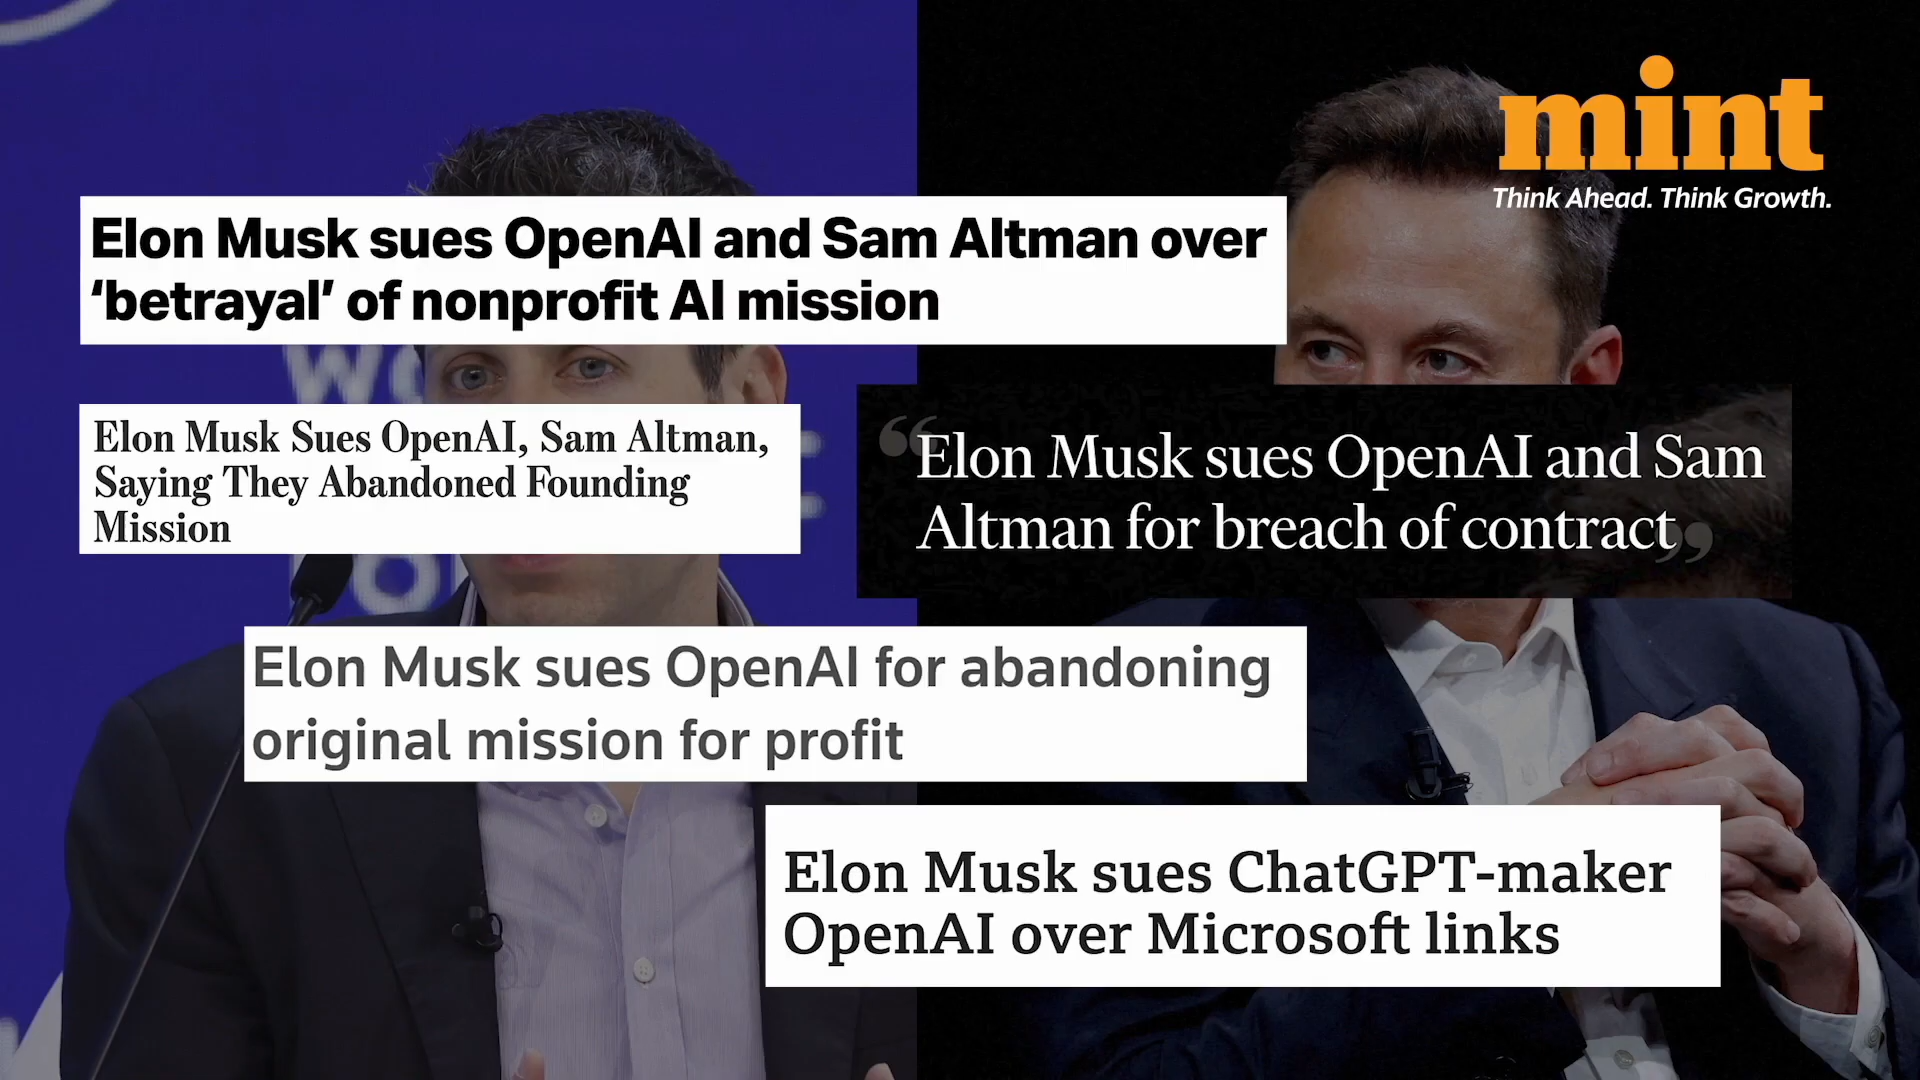 mint
Think Ahead. Think Growth.
Elon Musk sues OpenAI and Sam Altman over
‘betrayal’ of nonprofit AI mission
Elon Musk Sues OpenAI, Sam Altman,
Saying They Abandoned Founding
Mission
“Elon Musk sues OpenAI and Sam
Altman for breach of contract”
Elon Musk sues OpenAI for abandoning
original mission for profit
Elon Musk sues ChatGPT-maker
OpenAI over Microsoft links